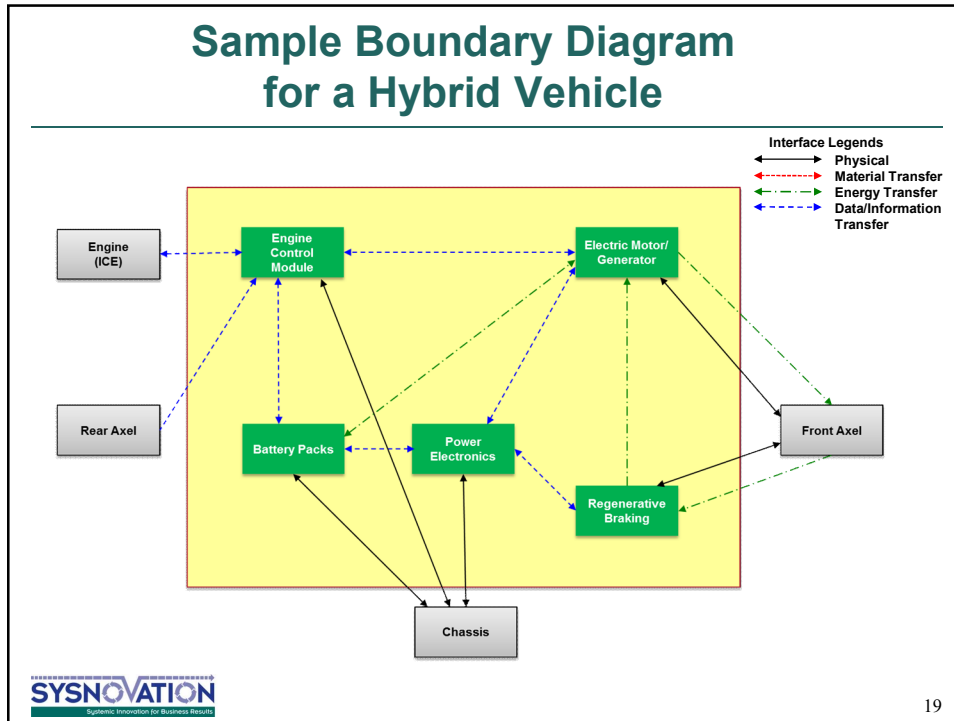 Sample Boundary Diagram
for a Hybrid Vehicle
Interface Legends
Physical
Material Transfer
Energy Transfer
Data/Information
Transfer
Engine
(ICE)
Engine
Control
Module
Electric Motor/
Generator
Rear Axel
Battery Packs
Power
Electronics
Front Axel
Regenerative
Braking
Chassis
SYSNOVATION
Systemic Innovation for Business Results
19